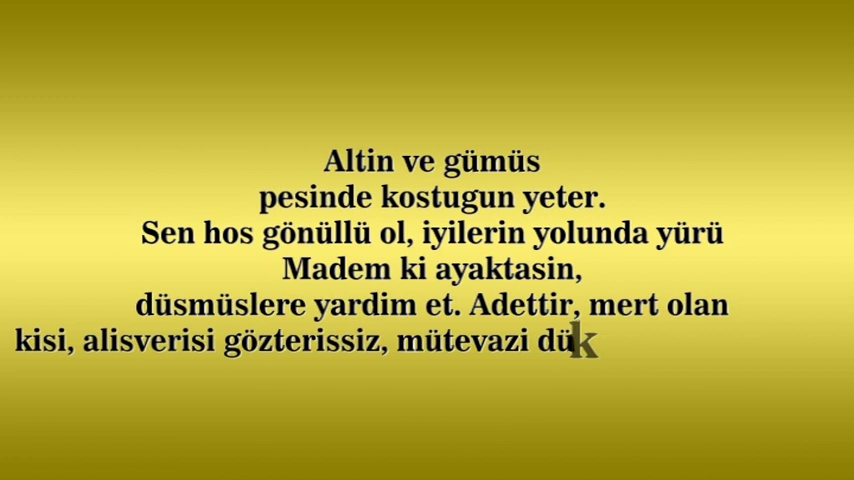 Altin ve gümüs
pesinde kostugun yeter.
Sen hos gönüllü ol, iyilerin yolunda yürü
Madem ki ayaktasin,
düsmüslere yardim et. Adettir, mert olan
kisi, alisverisi gözterissiz, mütevazi dük